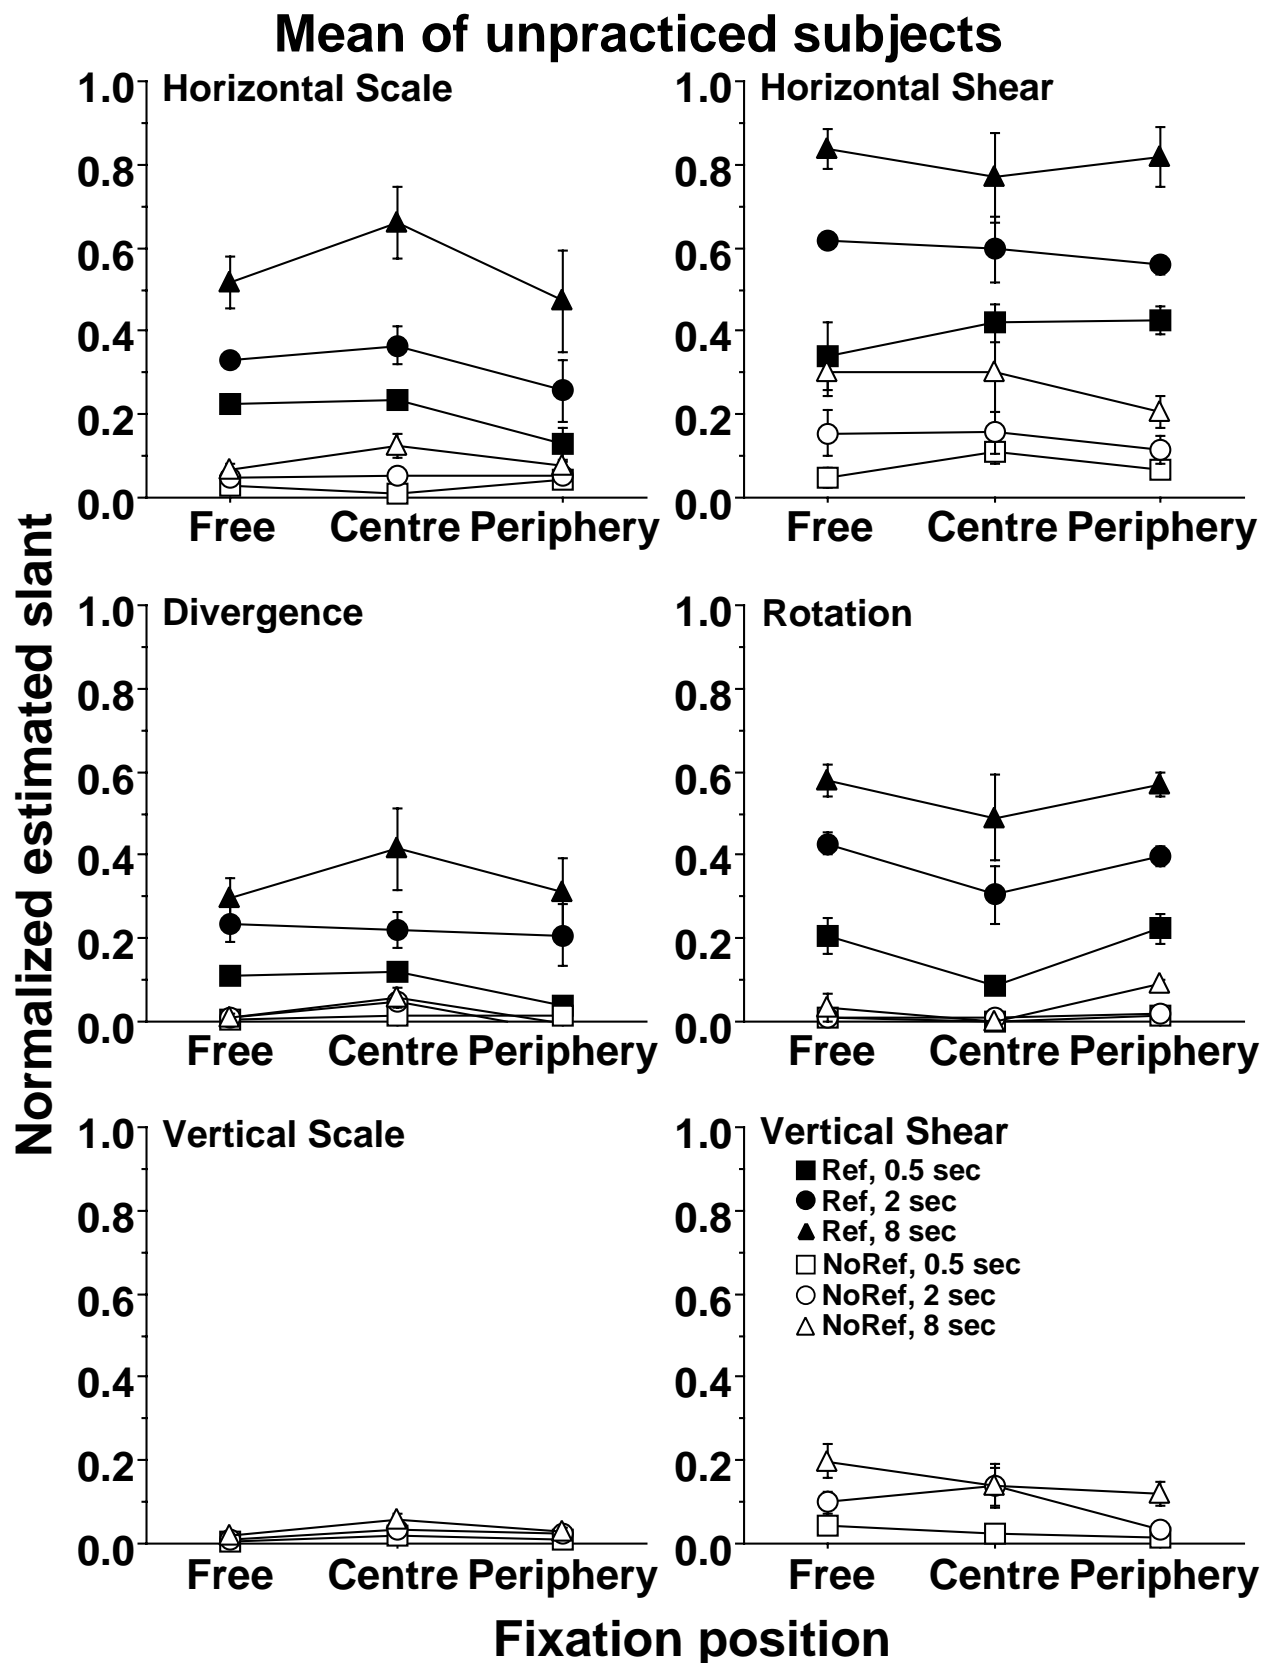 Mean of unpracticed subjects
Horizontal Scale
1.0
0.8
0.6
0.4
0.2
0.0
Free Centre Periphery
Horizontal Shear
1.0
0.8
0.6
0.4
0.2
0.0
Free Centre Periphery
Normalized estimated slant
Divergence
1.0
0.8
0.6
0.4
0.2
0.0
Free Centre Periphery
Rotation
1.0
0.8
0.6
0.4
0.2
0.0
Free Centre Periphery
Vertical Scale
1.0
0.8
0.6
0.4
0.2
0.0
Free Centre Periphery
Vertical Shear
Ref, 0.5 sec
Ref, 2 sec
Ref, 8 sec
NoRef, 0.5 sec
NoRef, 2 sec
NoRef, 8 sec
1.0
0.8
0.6
0.4
0.2
0.0
Free Centre Periphery
Fixation position